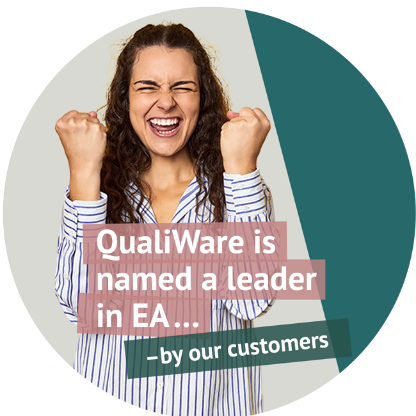 QualiWare is
named a leader
in EA...
–by our customers